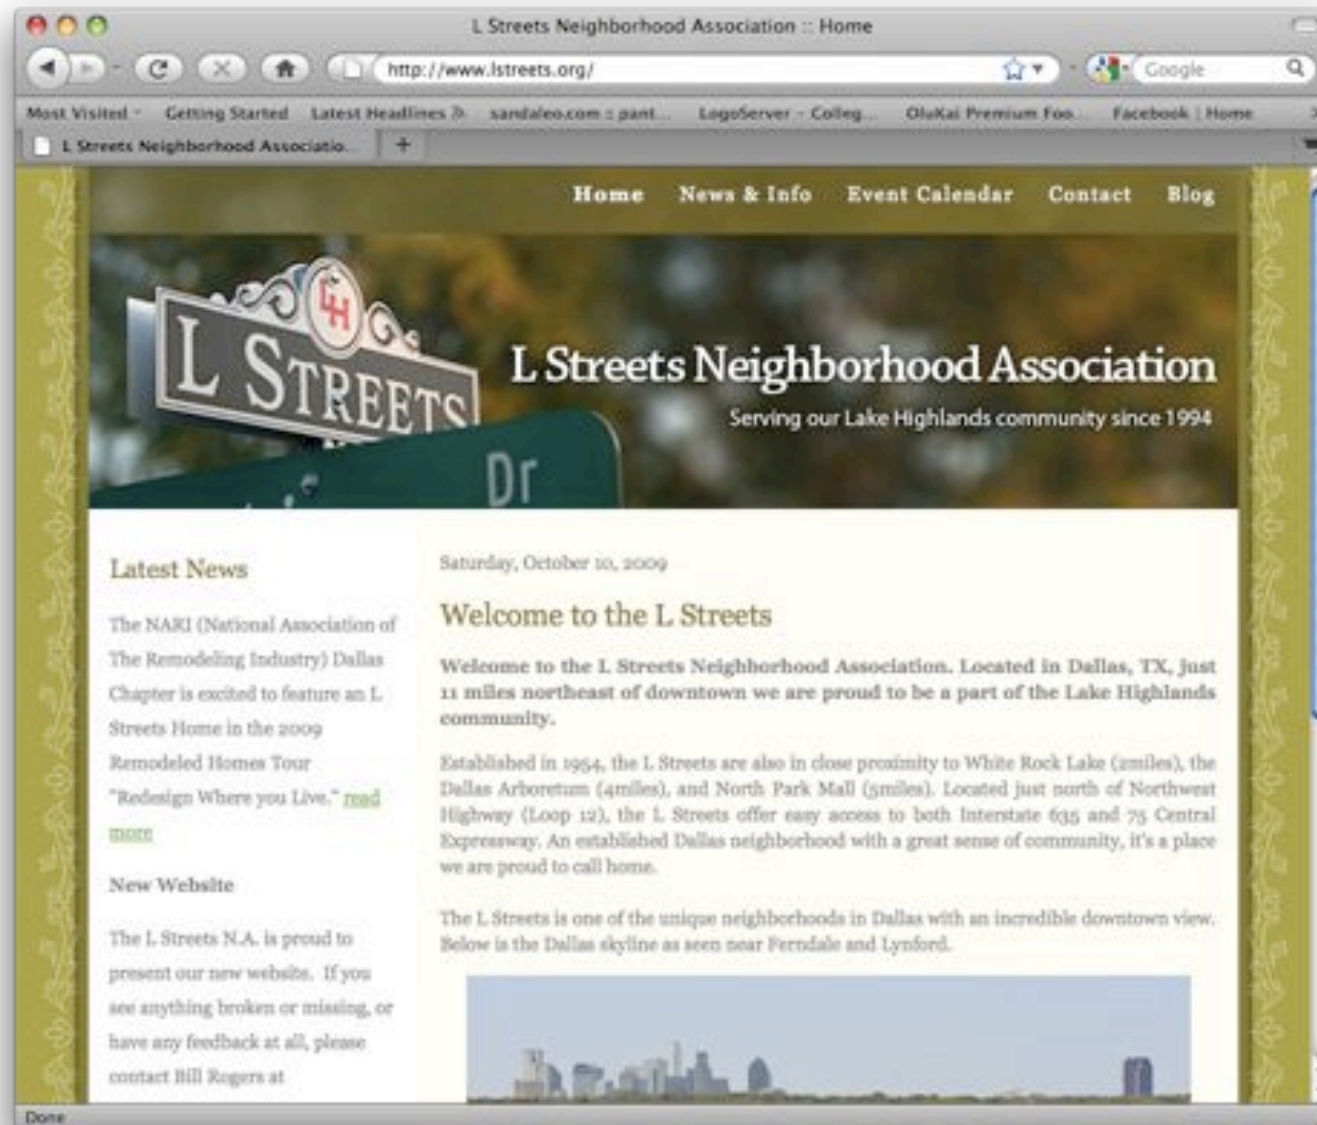 L Streets Neighborhood Association :: Home
http://www.lstreets.org/
Google
Most Visited
Getting Started
Latest Headlines
sandaleo.com :: pant...
LogoServer - Colleg...
OluKai Premium Foo...
Facebook | Home
L Streets Neighborhood Associatio...
+
Home News & Info Event Calendar Contact Blog
LH
L STREETS
Dr
L Streets Neighborhood Association
Serving our Lake Highlands community since 1994
Latest News
The NARI (National Association of
The Remodeling Industry) Dallas
Chapter is excited to feature an L
Streets Home in the 2009
Remodeled Homes Tour
"Redesign Where you Live." read
more
New Website
The L Streets N.A. is proud to
present our new website. If you
see anything broken or missing, or
have any feedback at all, please
contact Bill Rogers at
Saturday, October 10, 2009
Welcome to the L Streets
Welcome to the L Streets Neighborhood Association. Located in Dallas, TX, just
11 miles northeast of downtown we are proud to be a part of the Lake Highlands
community.
Established in 1954, the L Streets are also in close proximity to White Rock Lake (2miles), the
Dallas Arboretum (4miles), and North Park Mall (5miles). Located just north of Northwest
Highway (Loop 12), the L Streets offer easy access to both Interstate 635 and 75 Central
Expressway. An established Dallas neighborhood with a great sense of community, it's a place
we are proud to call home.
The L Streets is one of the unique neighborhoods in Dallas with an incredible downtown view.
Below is the Dallas skyline as seen near Ferndale and Lynford.
Done